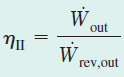 η_II = Ẇ_out / Ẇ_rev,out